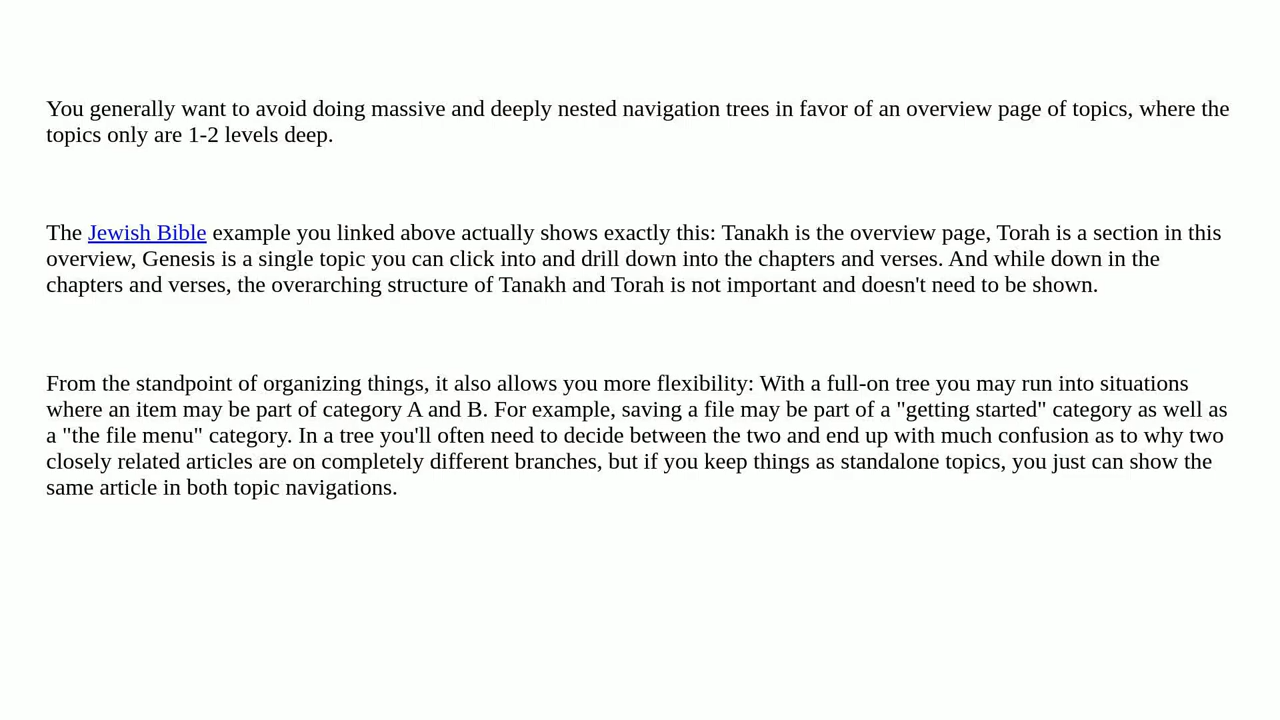 You generally want to avoid doing massive and deeply nested navigation trees in favor of an overview page of topics, where the
topics only are 1-2 levels deep.
The Jewish Bible example you linked above actually shows exactly this: Tanakh is the overview page, Torah is a section in this
overview, Genesis is a single topic you can click into and drill down into the chapters and verses. And while down in the
chapters and verses, the overarching structure of Tanakh and Torah is not important and doesn't need to be shown.
From the standpoint of organizing things, it also allows you more flexibility: With a full-on tree you may run into situations
where an item may be part of category A and B. For example, saving a file may be part of a "getting started" category as well as
a "the file menu" category. In a tree you'll often need to decide between the two and end up with much confusion as to why two
closely related articles are on completely different branches, but if you keep things as standalone topics, you just can show the
same article in both topic navigations.